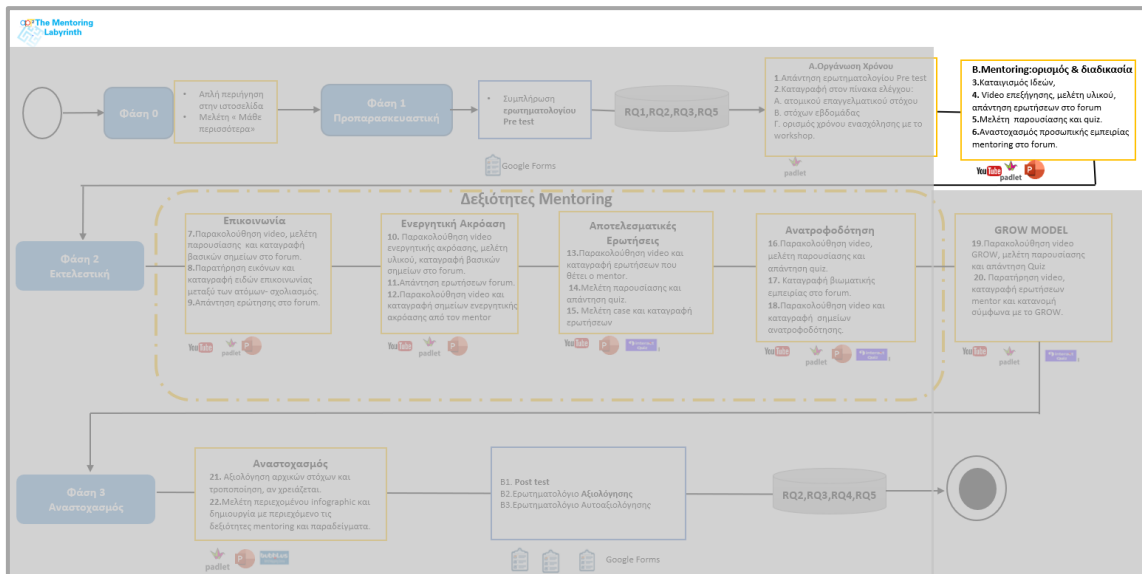 The Mentoring
Labyrinth
Φάση 0
• Απλή περιήγηση
στην ιστοσελίδα
• Μελέτη « Μάθε
περισσότερα»
Φάση 1
Προπαρασκευαστική
• Συμπλήρωση
ερωτηματολογίου
Pre test
Google Forms
RQ1,RQ2,RQ3,RQ5
Α.Οργάνωση Χρόνου
1.Απάντηση ερωτηματολογίου Pre test
2.Καταγραφή στον πίνακα ελέγχου:
Α. ατομικού επαγγελματικού στόχου
Β. στόχων εβδομάδας
Γ. ορισμός χρόνου ενασχόλησης με το
workshop.
padlet
Β.Mentoring:ορισμός & διαδικασία
3.Καταιγισμός Ιδεών,
4. Video επεξήγησης, μελέτη υλικού,
απάντηση ερωτήσεων στο forum
5.Μελέτη παρουσίασης και quiz.
6.Αναστοχασμός προσωπικής εμπειρίας
mentoring στο forum.
YouTube padlet P
Δεξιότητες Mentoring
Φάση 2
Εκτελεστική
Επικοινωνία
7.Παρακολούθηση video, μελέτη
παρουσίασης και καταγραφή
βασικών σημείων στο forum.
8.Παρατήρηση εικόνων και
καταγραφή ειδών επικοινωνίας
μεταξύ των ατόμων- σχολιασμός.
9.Απάντηση ερώτησης στο forum.
YouTube padlet P
Ενεργητική Ακρόαση
10. Παρακολούθηση video
ενεργητικής ακρόασης, μελέτη
υλικού, καταγραφή βασικών
σημείων στο forum.
11.Απάντηση ερωτήσεων forum.
12.Παρακολούθηση video και
καταγραφή σημείων ενεργητικής
ακρόασης από τον mentor
YouTube padlet P
Αποτελεσματικές
Ερωτήσεις
13.Παρακολούθηση video και
καταγραφή ερωτήσεων που
θέτει ο mentor.
14.Μελέτη παρουσίασης και
απάντηση quiz.
15. Μελέτη case και καταγραφή
ερωτήσεων
YouTube P
Ανατροφοδότηση
16.Παρακολούθηση video,
μελέτη παρουσίασης και
απάντηση quiz.
17. Καταγραφή βιωματικής
εμπειρίας στο forum.
18.Παρακολούθηση video και
καταγραφή σημείων
ανατροφοδότησης.
YouTube padlet P
GROW MODEL
19.Παρακολούθηση video
GROW, μελέτη παρουσίασης
και απάντηση Quiz
20. Παρατήρηση video,
καταγραφή ερωτήσεων
mentor και κατανομή
σύμφωνα με το GROW.
YouTube padlet
Φάση 3
Αναστοχασμός
Αναστοχασμός
21. Αξιολόγηση αρχικών στόχων και
τροποποίηση, αν χρειάζεται.
22.Μελέτη περιεχομένου infographic και
δημιουργια με περιεχόμενο τις
δεξιότητες mentoring και παραδείγματα.
padlet P
Β1. Post test
Β2.Ερωτηματολόγιο Αξιολόγησης
Β3.Ερωτηματολόγιο Αυτοαξιολόγησης
Google Forms
RQ2,RQ3,RQ4,RQ5